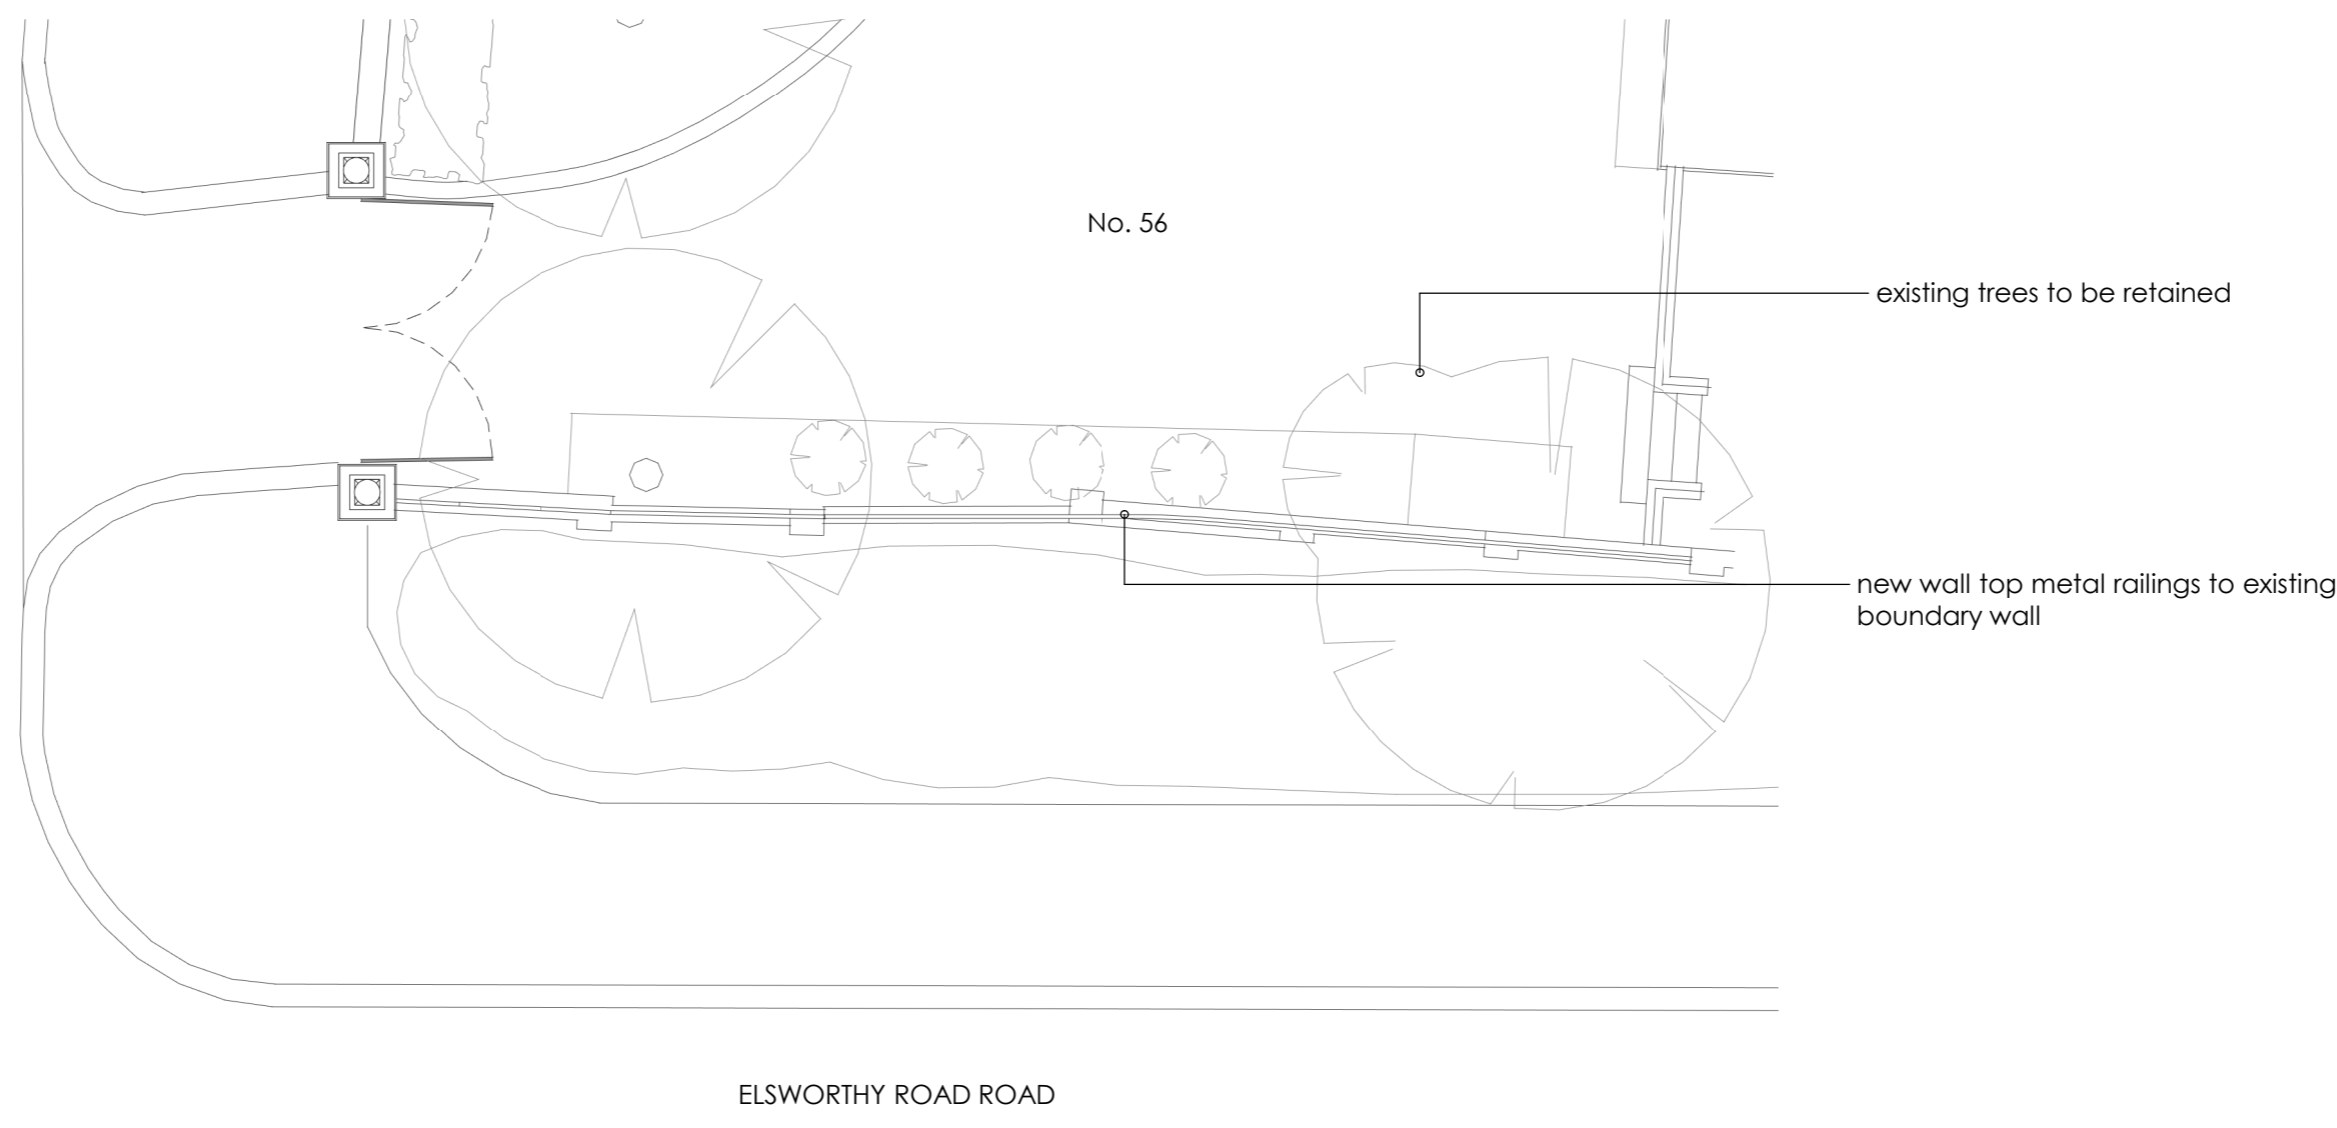 No. 56
existing trees to be retained
new wall top metal railings to existing
boundary wall
ELSWORTHY ROAD ROAD